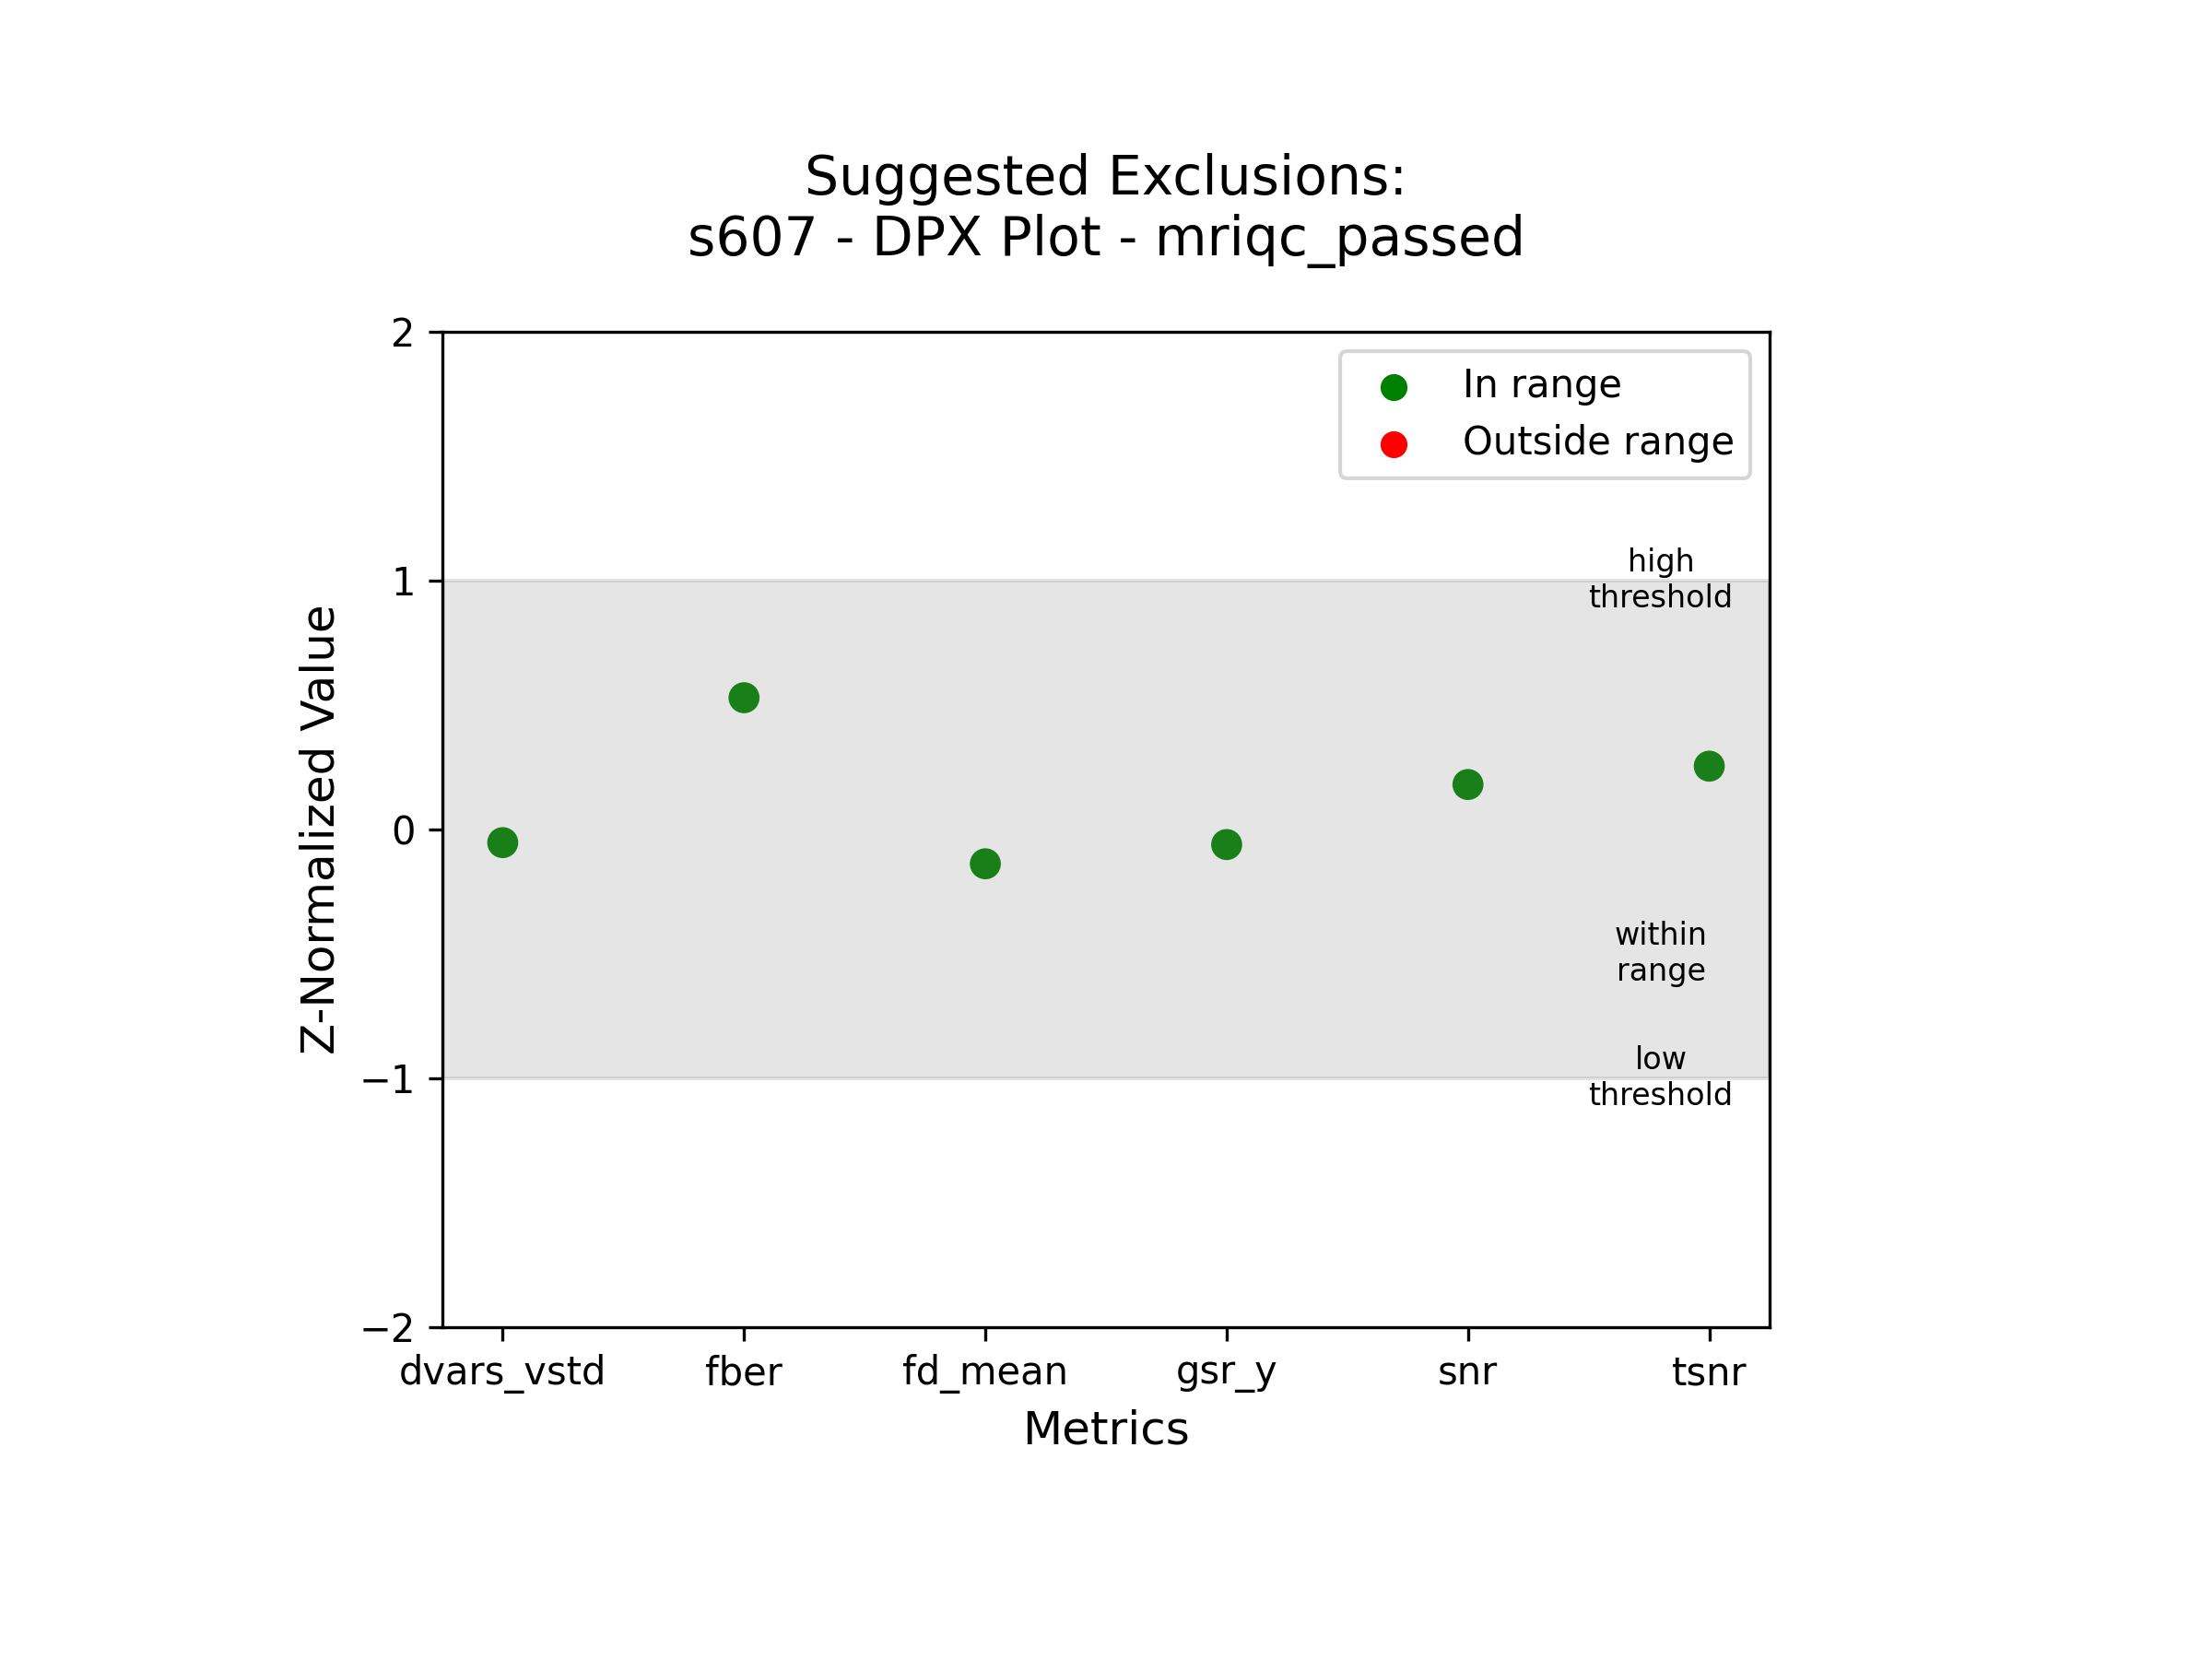 Suggested Exclusions:
s607 - DPX Plot - mriqc_passed
2
In range
Outside range
high
threshold
1
Z-Normalized Value
0
within
range
low
threshold
−1
−2
dvars_vstd fber fd_mean gsr_y snr tsnr
Metrics